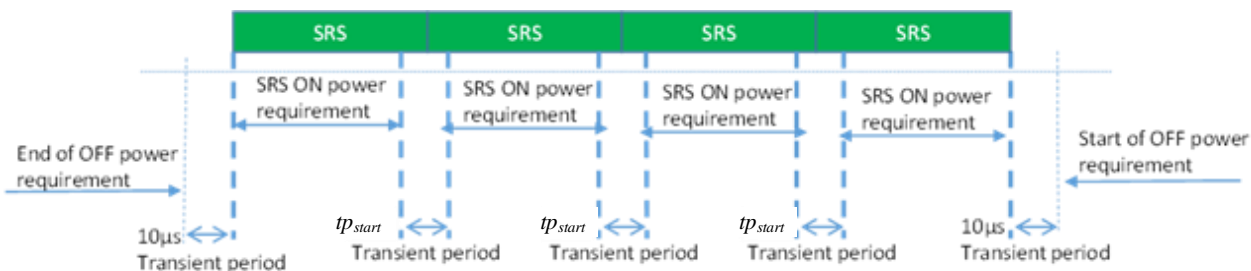 SRS SRS SRS SRS
SRS ON power
requirement
SRS ON power
requirement
SRS ON power
requirement
SRS ON power
requirement
End of OFF power
requirement
Start of OFF power
requirement
10µs
Transient period
tpstart
Transient period
tpstart
Transient period
tpstart
Transient period
10µs
Transient period